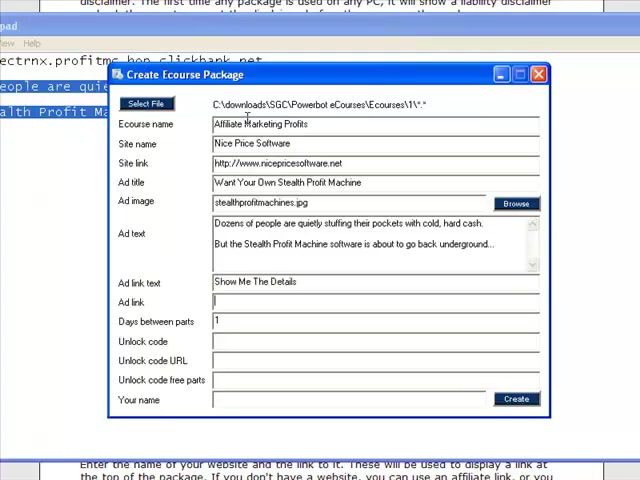 disclaimer. The first time any package is used on any PC, it will show a liability disclaimer
pad
View Help
ectrnx.profitmc.hop.clickbank.net
eople are quie
alth Profit Ma
Create Ecourse Package
Select File C:\downloads\SGC\Powerbot eCourses\Ecourses\1\*.*
Ecourse name Affiliate Marketing Profits
Site name Nice Price Software
Site link http://www.nicepricesoftware.net
Ad title Want Your Own Stealth Profit Machine
Ad image stealthprofitmachines.jpg Browse
Ad text Dozens of people are quietly stuffing their pockets with cold, hard cash.
But the Stealth Profit Machine software is about to go back underground...
Ad link text Show Me The Details
Ad link
Days between parts 1
Unlock code
Unlock code URL
Unlock code free parts
Your name Create
Enter the name of your website and the link to it. These will be used to display a link at
the top of the package. If you don't have a website, you can use an affiliate link, or you